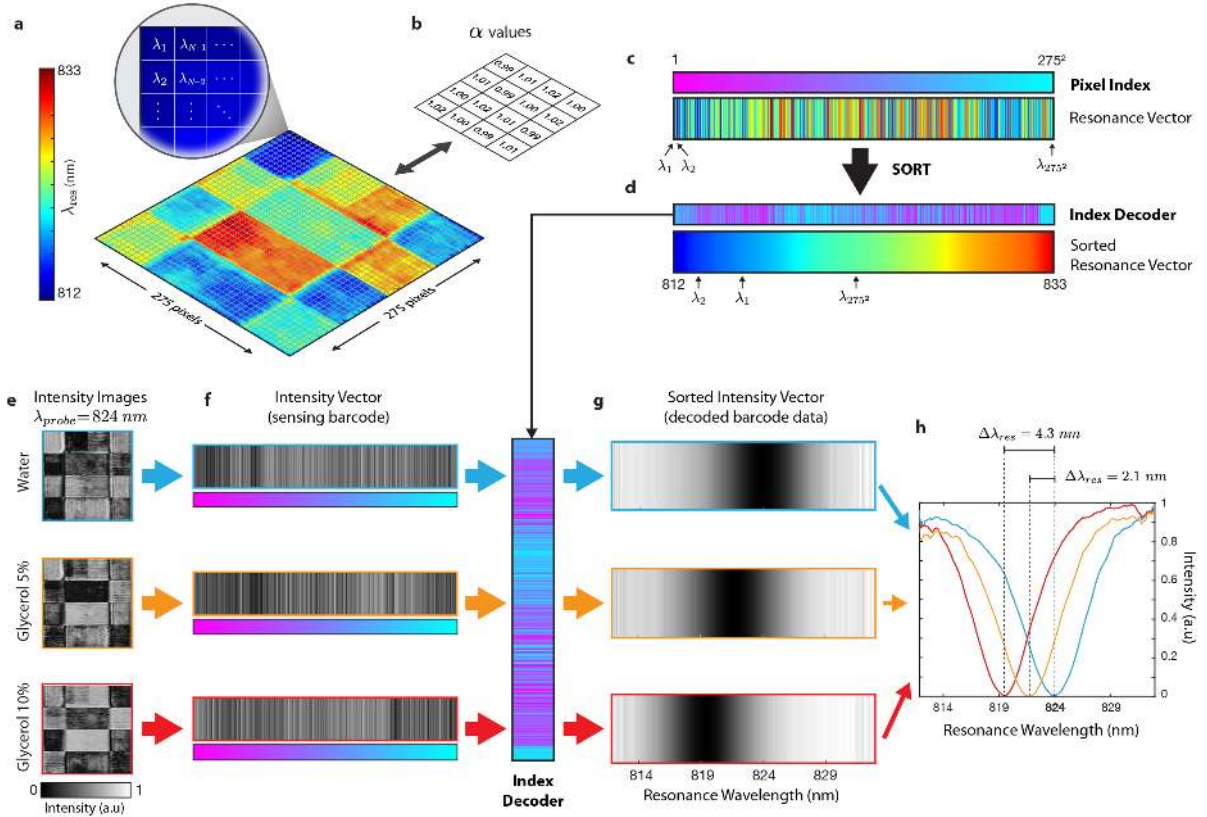 a
λ1 λN-1 ...
λ2 λN-2 ...
833
λres (nm)
812
275 pixels
275 pixels
b
α values
0.99 1.01 1.02 1.00
1.01 0.99 1.00 1.02
1.00 1.02 1.01 0.99
1.02 1.00 0.99 1.01
c
1 275²
Pixel Index
Resonance Vector
λ1 λ2 λ275²
SORT
d
Index Decoder
Sorted
Resonance Vector
812 λ2 λ1 λ275² 833
e
Intensity Images
λprobe=824 nm
Water
Glycerol 5%
Glycerol 10%
0 1
Intensity (a.u)
f
Intensity Vector
(sensing barcode)
Index
Decoder
g
Sorted Intensity Vector
(decoded barcode data)
814 819 824 829
Resonance Wavelength (nm)
h
Δλres = 4.3 nm
Δλres = 2.1 nm
1
0.8
0.6
0.4
0.2
0
Intensity (a.u)
814 819 824 829
Resonance Wavelength (nm)